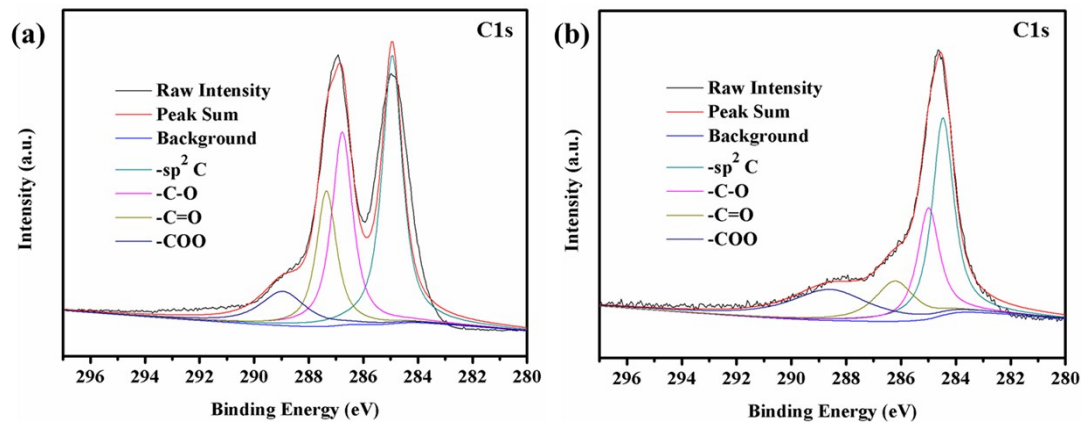 (a)
C1s
Raw Intensity
Peak Sum
Background
-sp² C
-C-O
-C=O
-COO
Intensity (a.u.)
296 294 292 290 288 286 284 282 280
Binding Energy (eV)
(b)
C1s
Raw Intensity
Peak Sum
Background
-sp² C
-C-O
-C=O
-COO
Intensity (a.u.)
296 294 292 290 288 286 284 282 280
Binding Energy (eV)